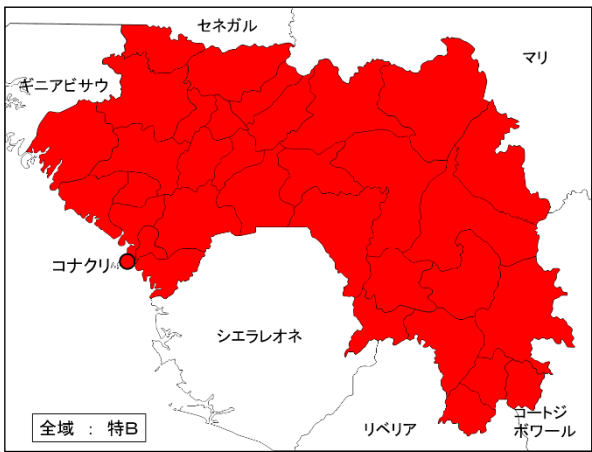 セネガル
マリ
ギニアビサウ
コナクリ
シエラレオネ
全域 : 特B
リベリア
コートジ
ボワール